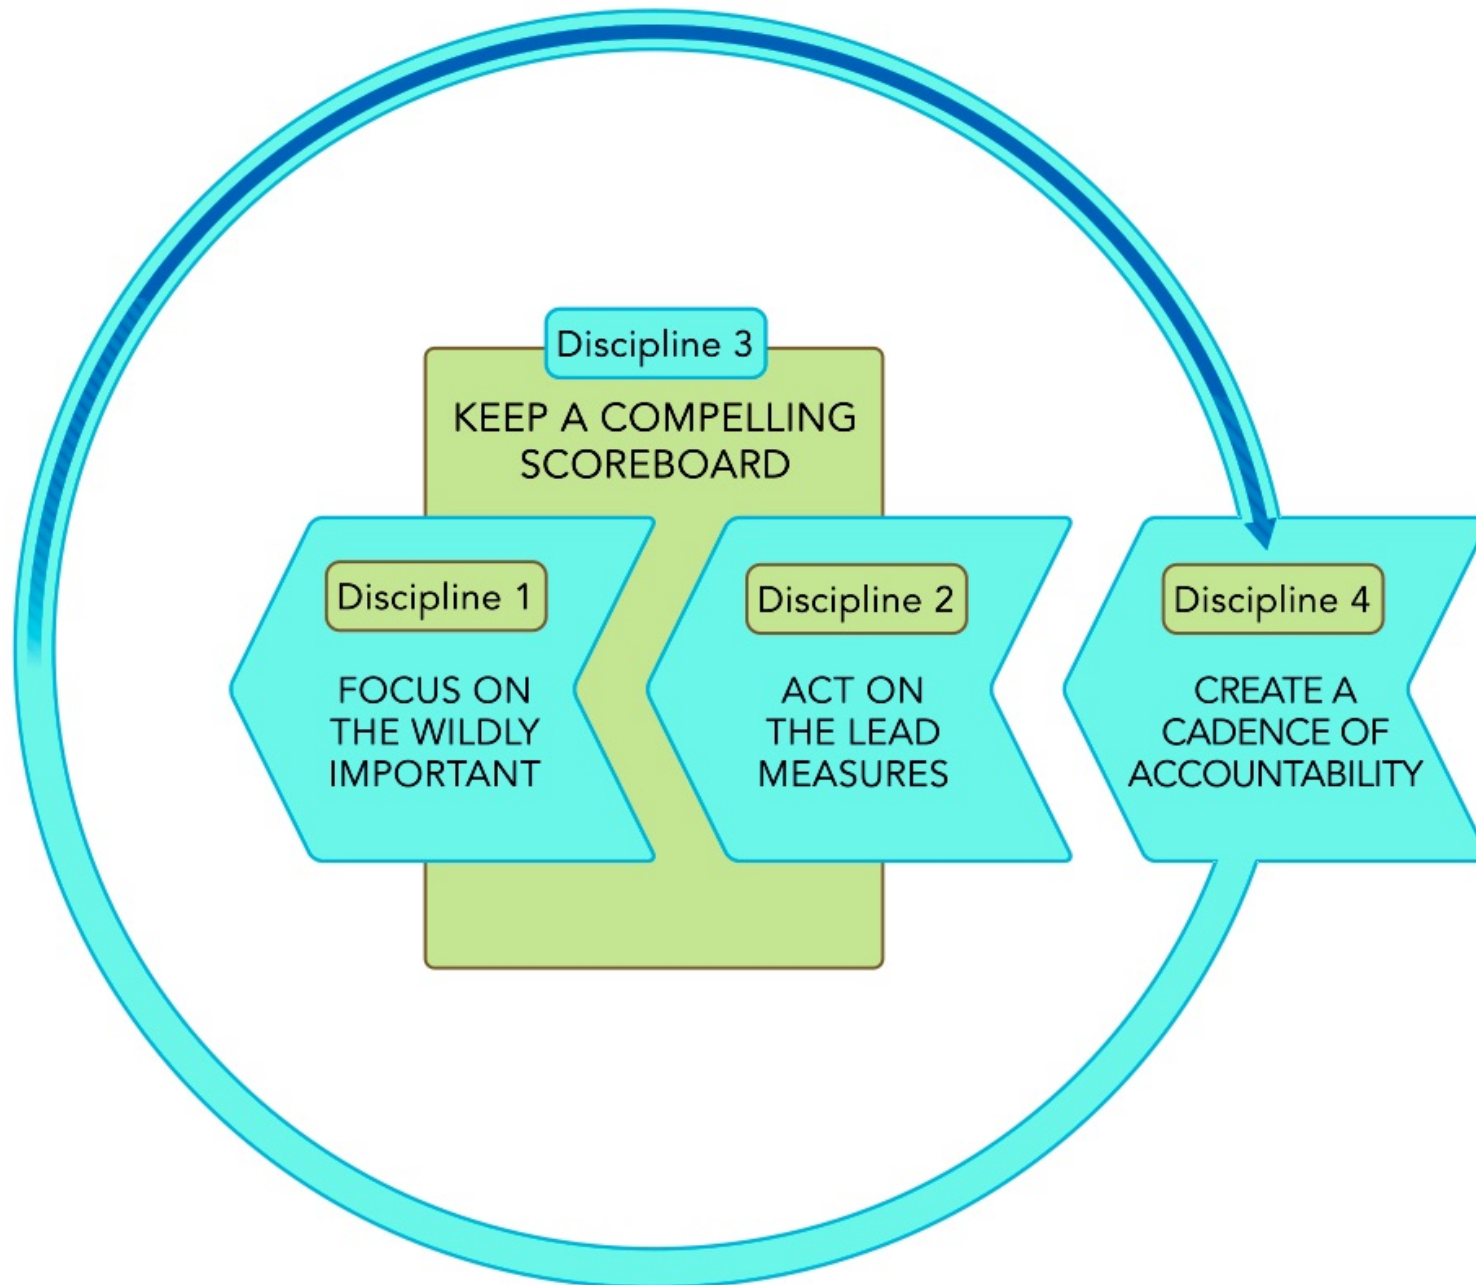 Discipline 3
KEEP A COMPELLING
SCOREBOARD
Discipline 1
FOCUS ON
THE WILDLY
IMPORTANT
Discipline 2
ACT ON
THE LEAD
MEASURES
Discipline 4
CREATE A
CADENCE OF
ACCOUNTABILITY